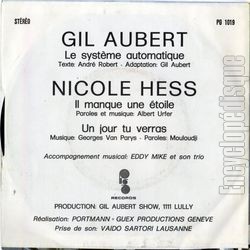 STÉRÉO
PG 1019
GIL AUBERT
Le système automatique
Texte: André Robert - Adaptation: Gil Aubert
NICOLE HESS
Il manque une étoile
Paroles et musique: Albert Urfer
Un jour tu verras
Musique: Georges Van Parys - Paroles: Mouloudji
Accompagnement musical: EDDY MIKE et son trio
RECORDS
PRODUCTION: GIL AUBERT SHOW, 1111 LULLY
Réalisation: PORTMANN - GUEX PRODUCTIONS GENEVE
Prise de son: VAIDO SARTORI LAUSANNE
Encyclopédisque